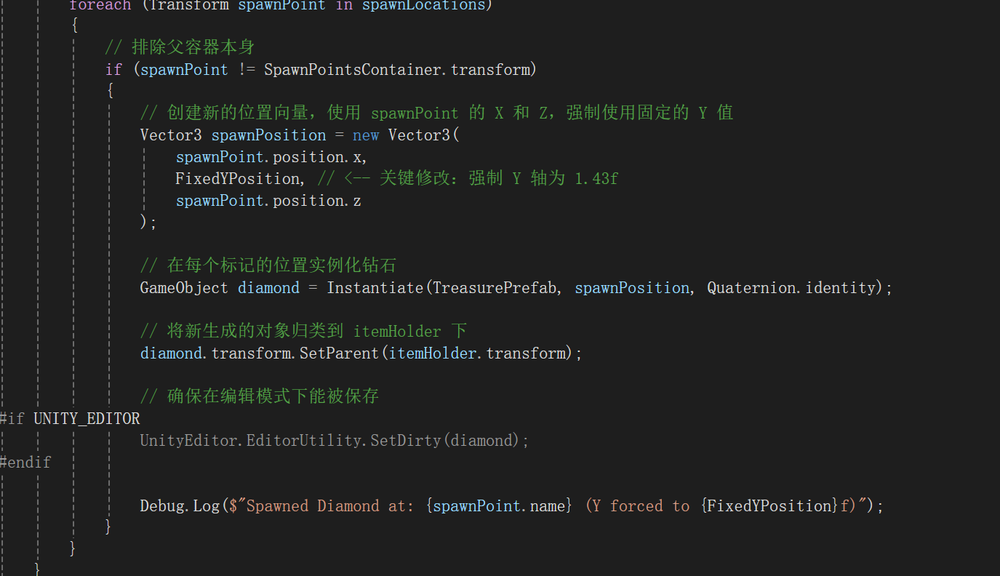 foreach (Transform spawnPoint in spawnLocations)
{
// 排除父容器本身
if (spawnPoint != SpawnPointsContainer.transform)
{
// 创建新的位置向量，使用 spawnPoint 的 X 和 Z，强制使用固定的 Y 值
Vector3 spawnPosition = new Vector3(
spawnPoint.position.x,
FixedYPosition, // <-- 关键修改：强制 Y 轴为 1.43f
spawnPoint.position.z
);
// 在每个标记的位置实例化钻石
GameObject diamond = Instantiate(TreasurePrefab, spawnPosition, Quaternion.identity);
// 将新生成的对象归类到 itemHolder 下
diamond.transform.SetParent(itemHolder.transform);
// 确保在编辑模式下能被保存
#if UNITY_EDITOR
UnityEditor.EditorUtility.SetDirty(diamond);
#endif
Debug.Log($"Spawned Diamond at: {spawnPoint.name} (Y forced to {FixedYPosition}f)");
}
}
}